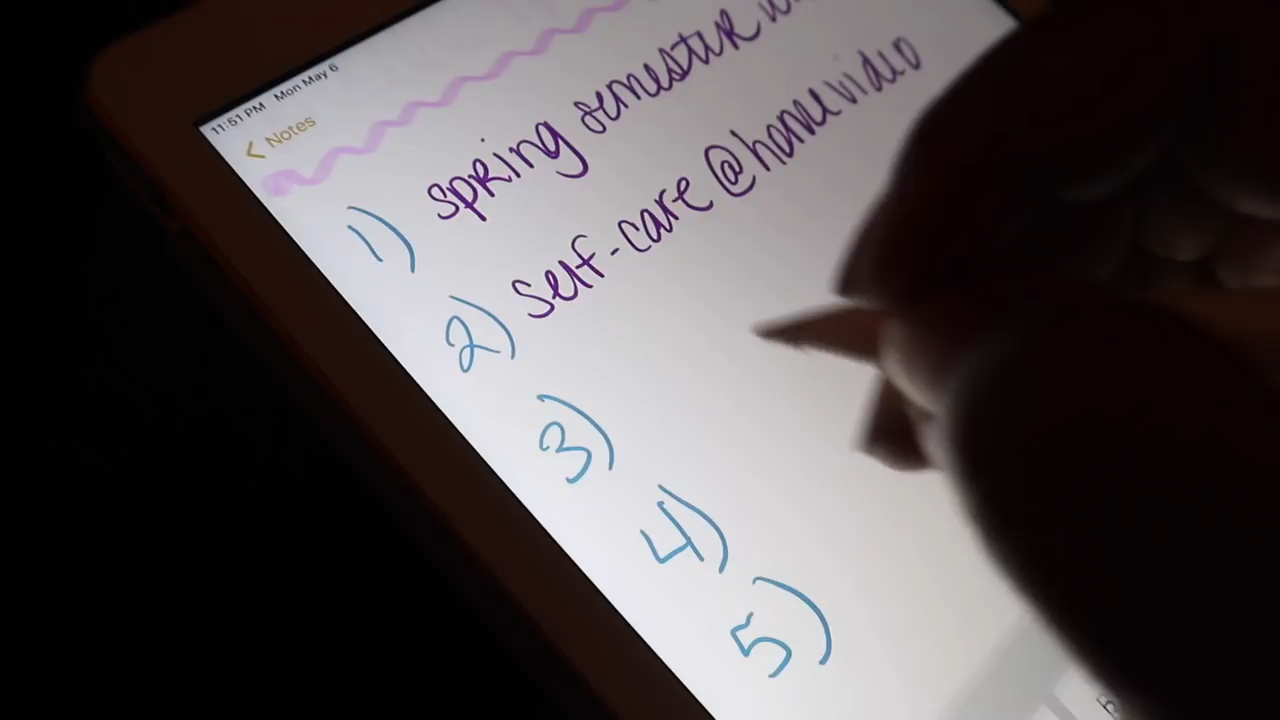 11:51 PM Mon May 6
Notes
1) spring semester
2) Self-care @home video
3)
4)
5)